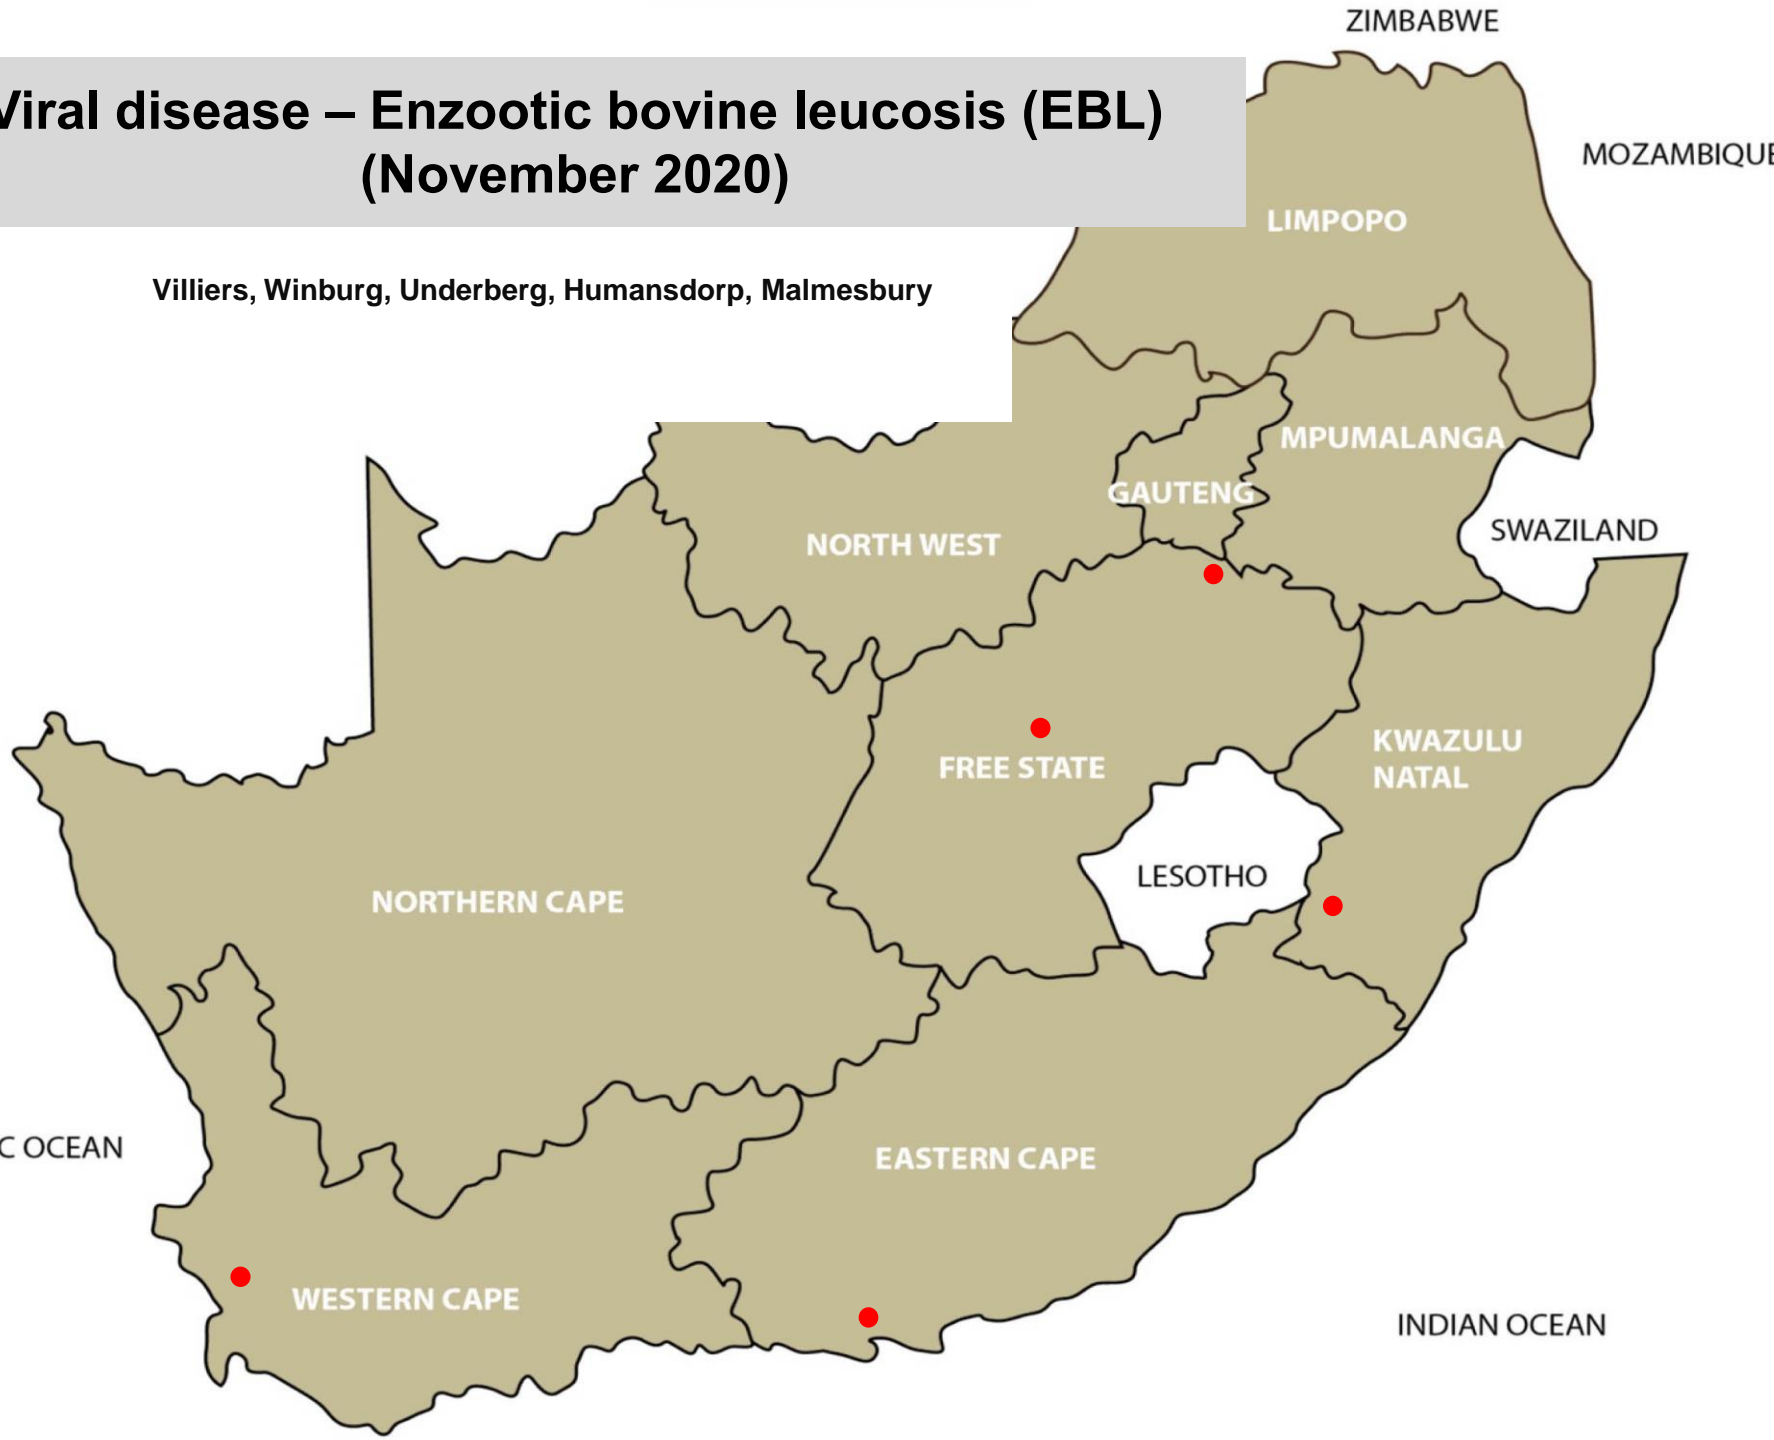 ZIMBABWE
Viral disease – Enzootic bovine leucosis (EBL)
(November 2020)
MOZAMBIQUE
LIMPOPO
Villiers, Winburg, Underberg, Humansdorp, Malmesbury
MPUMALANGA
GAUTENG
SWAZILAND
NORTH WEST
KWAZULU
NATAL
FREE STATE
LESOTHO
NORTHERN CAPE
C OCEAN
EASTERN CAPE
WESTERN CAPE
INDIAN OCEAN